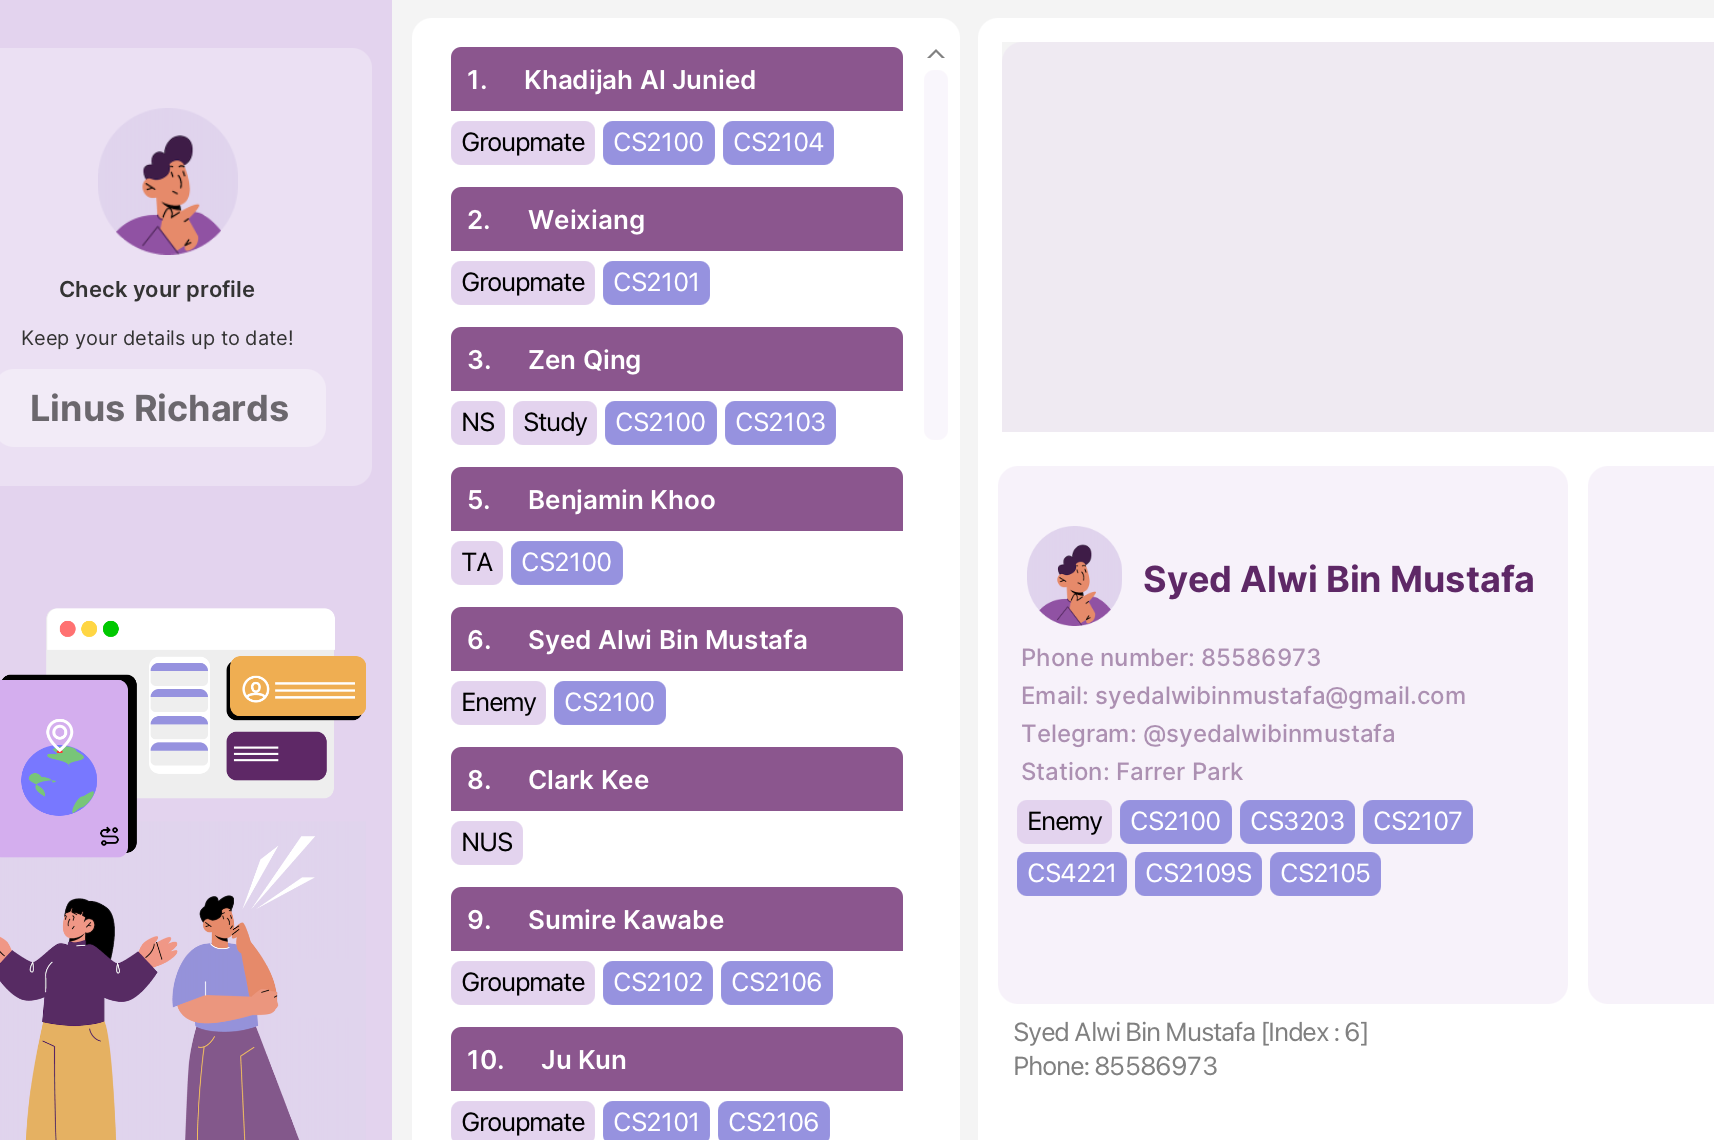 Check your profile
Keep your details up to date!
Linus Richards
1. Khadijah Al Junied
Groupmate CS2100 CS2104
2. Weixiang
Groupmate CS2101
3. Zen Qing
NS Study CS2100 CS2103
5. Benjamin Khoo
TA CS2100
6. Syed Alwi Bin Mustafa
Enemy CS2100
8. Clark Kee
NUS
9. Sumire Kawabe
Groupmate CS2102 CS2106
10. Ju Kun
Groupmate CS2101 CS2106
Syed Alwi Bin Mustafa
Phone number: 85586973
Email: syedalwibinmustafa@gmail.com
Telegram: @syedalwibinmustafa
Station: Farrer Park
Enemy CS2100 CS3203 CS2107
CS4221 CS2109S CS2105
Syed Alwi Bin Mustafa [Index : 6]
Phone: 85586973